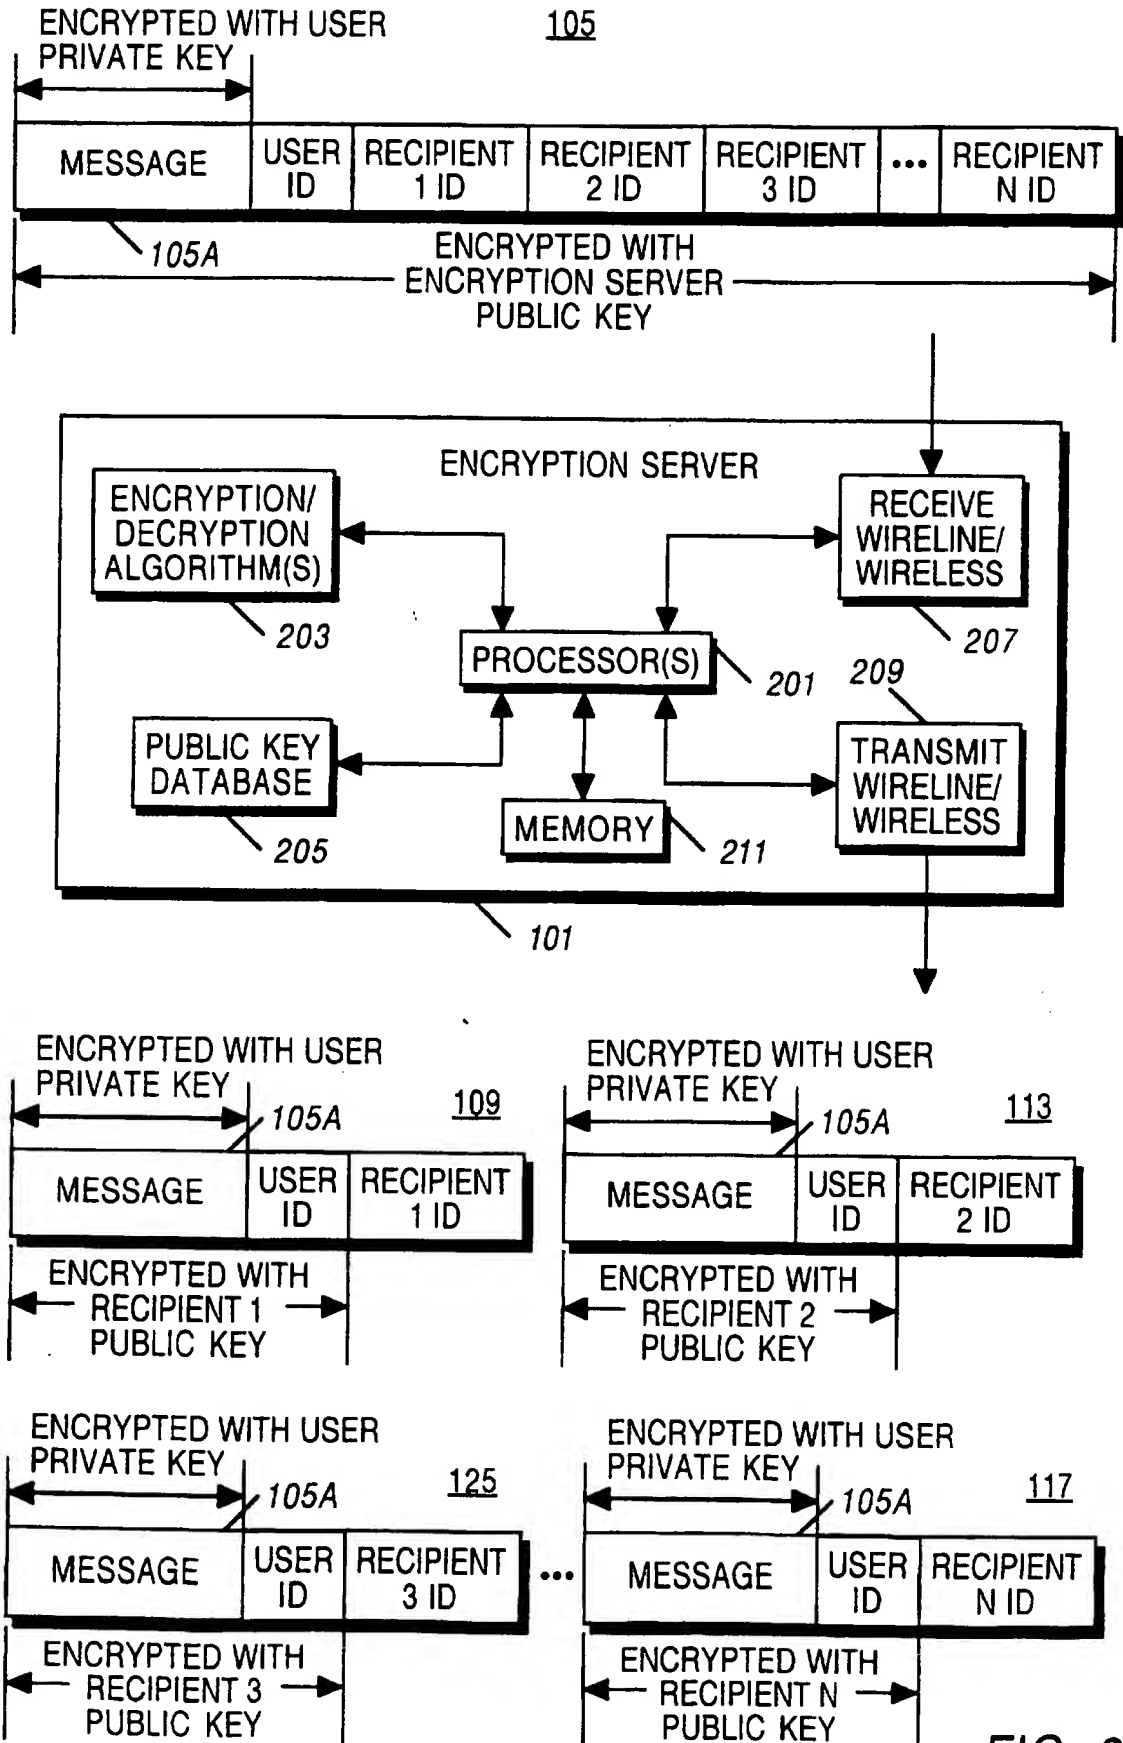 ENCRYPTED WITH USER
PRIVATE KEY
105
MESSAGE
USER
ID
RECIPIENT
1 ID
RECIPIENT
2 ID
RECIPIENT
3 ID
...
RECIPIENT
N ID
105A
ENCRYPTED WITH
ENCRYPTION SERVER
PUBLIC KEY
ENCRYPTION SERVER
ENCRYPTION/
DECRYPTION
ALGORITHM(S)
203
RECEIVE
WIRELINE/
WIRELESS
207
PROCESSOR(S)
201
209
PUBLIC KEY
DATABASE
205
MEMORY
211
TRANSMIT
WIRELINE/
WIRELESS
101
ENCRYPTED WITH USER
PRIVATE KEY
109
105A
MESSAGE
USER
ID
RECIPIENT
1 ID
ENCRYPTED WITH
RECIPIENT 1
PUBLIC KEY
ENCRYPTED WITH USER
PRIVATE KEY
113
105A
MESSAGE
USER
ID
RECIPIENT
2 ID
ENCRYPTED WITH
RECIPIENT 2
PUBLIC KEY
ENCRYPTED WITH USER
PRIVATE KEY
125
105A
MESSAGE
USER
ID
RECIPIENT
3 ID
ENCRYPTED WITH
RECIPIENT 3
PUBLIC KEY
...
ENCRYPTED WITH USER
PRIVATE KEY
117
105A
MESSAGE
USER
ID
RECIPIENT
N ID
ENCRYPTED WITH
RECIPIENT N
PUBLIC KEY
FIG.